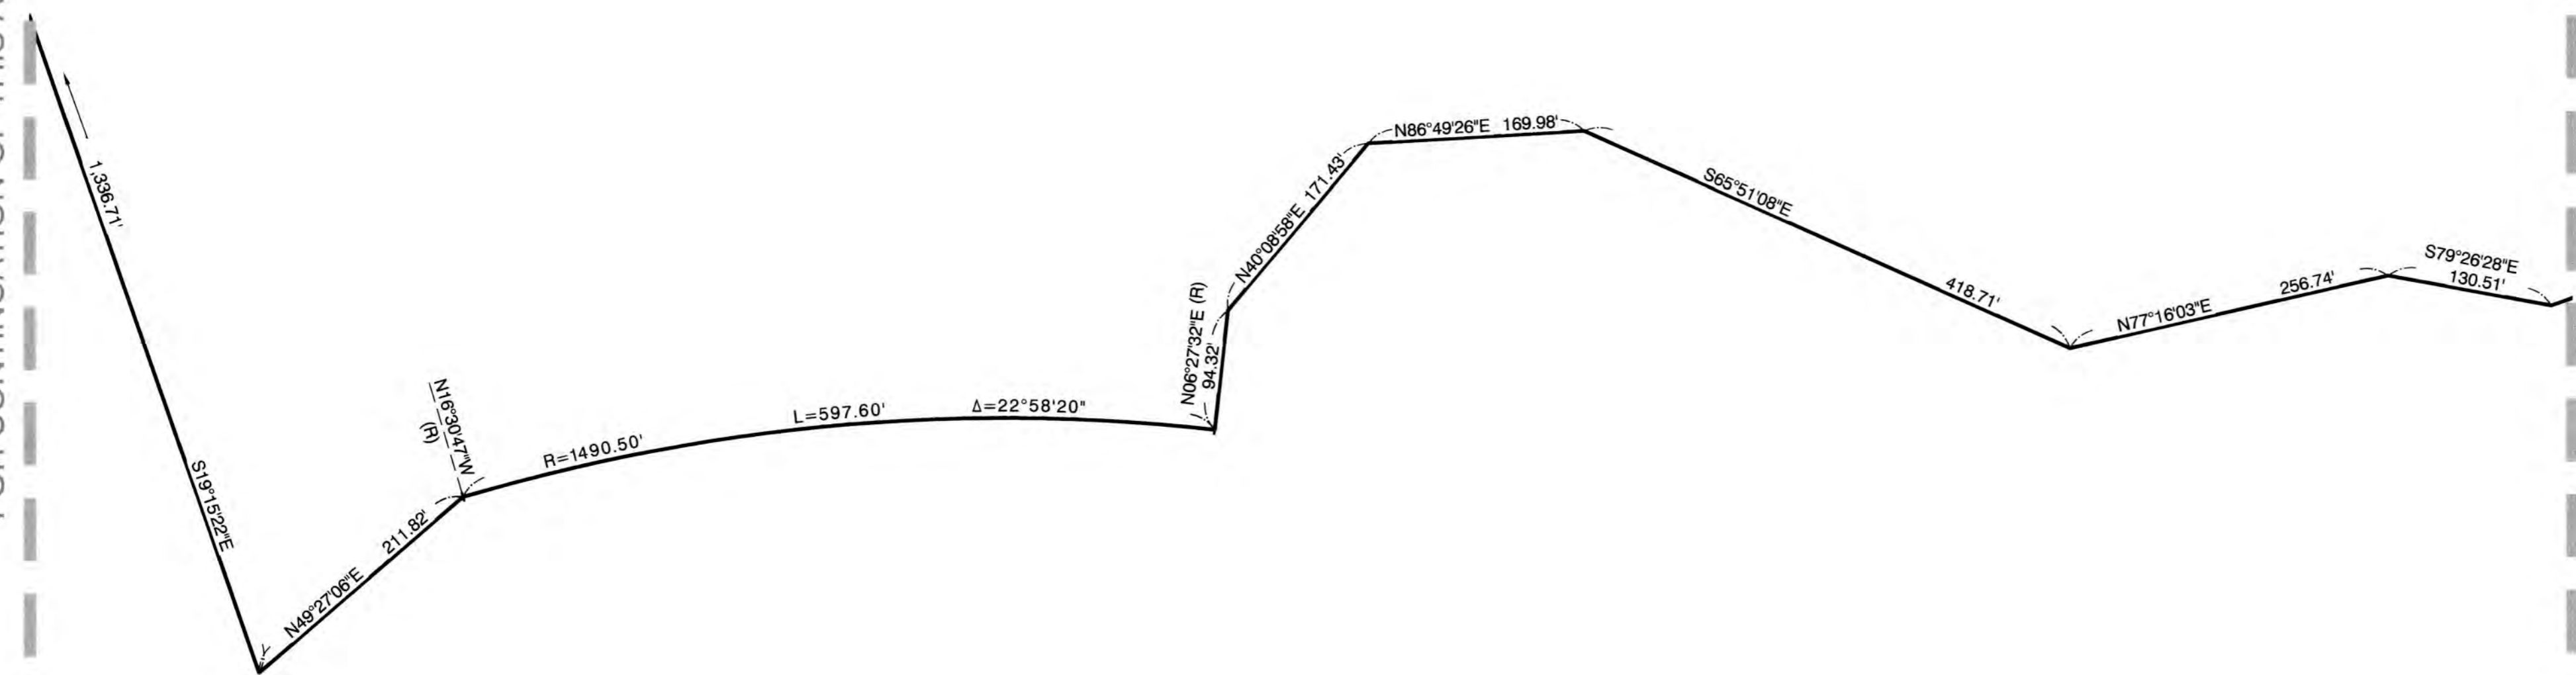 1,336.71'
S19°15'22"E
N49°27'06"E
211.82'
N16°30'47"W
(R)
R=1490.50'
L=597.60'
Δ=22°58'20"
N06°27'32"E (R)
94.32'
N40°08'58"E 171.43'
N86°49'26"E 169.98'
S65°51'08"E
418.71'
N77°16'03"E
256.74'
S79°26'28"E
130.51'